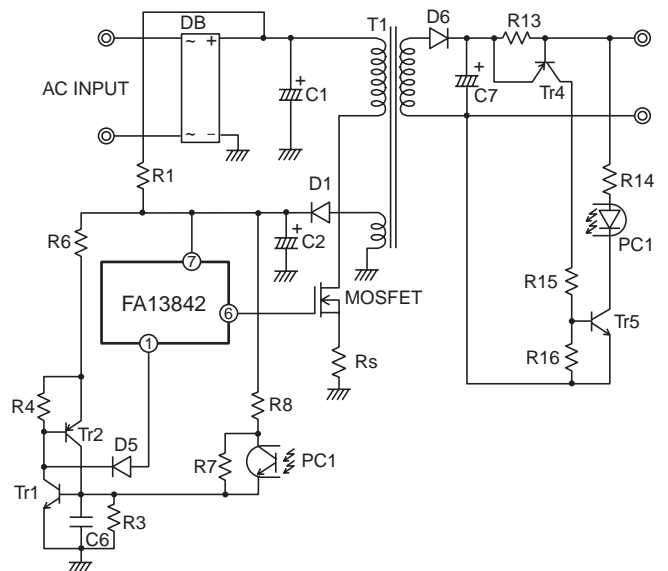 DB
T1
D6
R13
~ +
AC INPUT
+
C1
+
C7
Tr4
~ −
R1
D1
R14
R6
+
C2
PC1
7
FA13842
6
MOSFET
R15
Tr5
1
Rs
R16
R4
Tr2
R8
D5
R7
PC1
Tr1
R3
C6